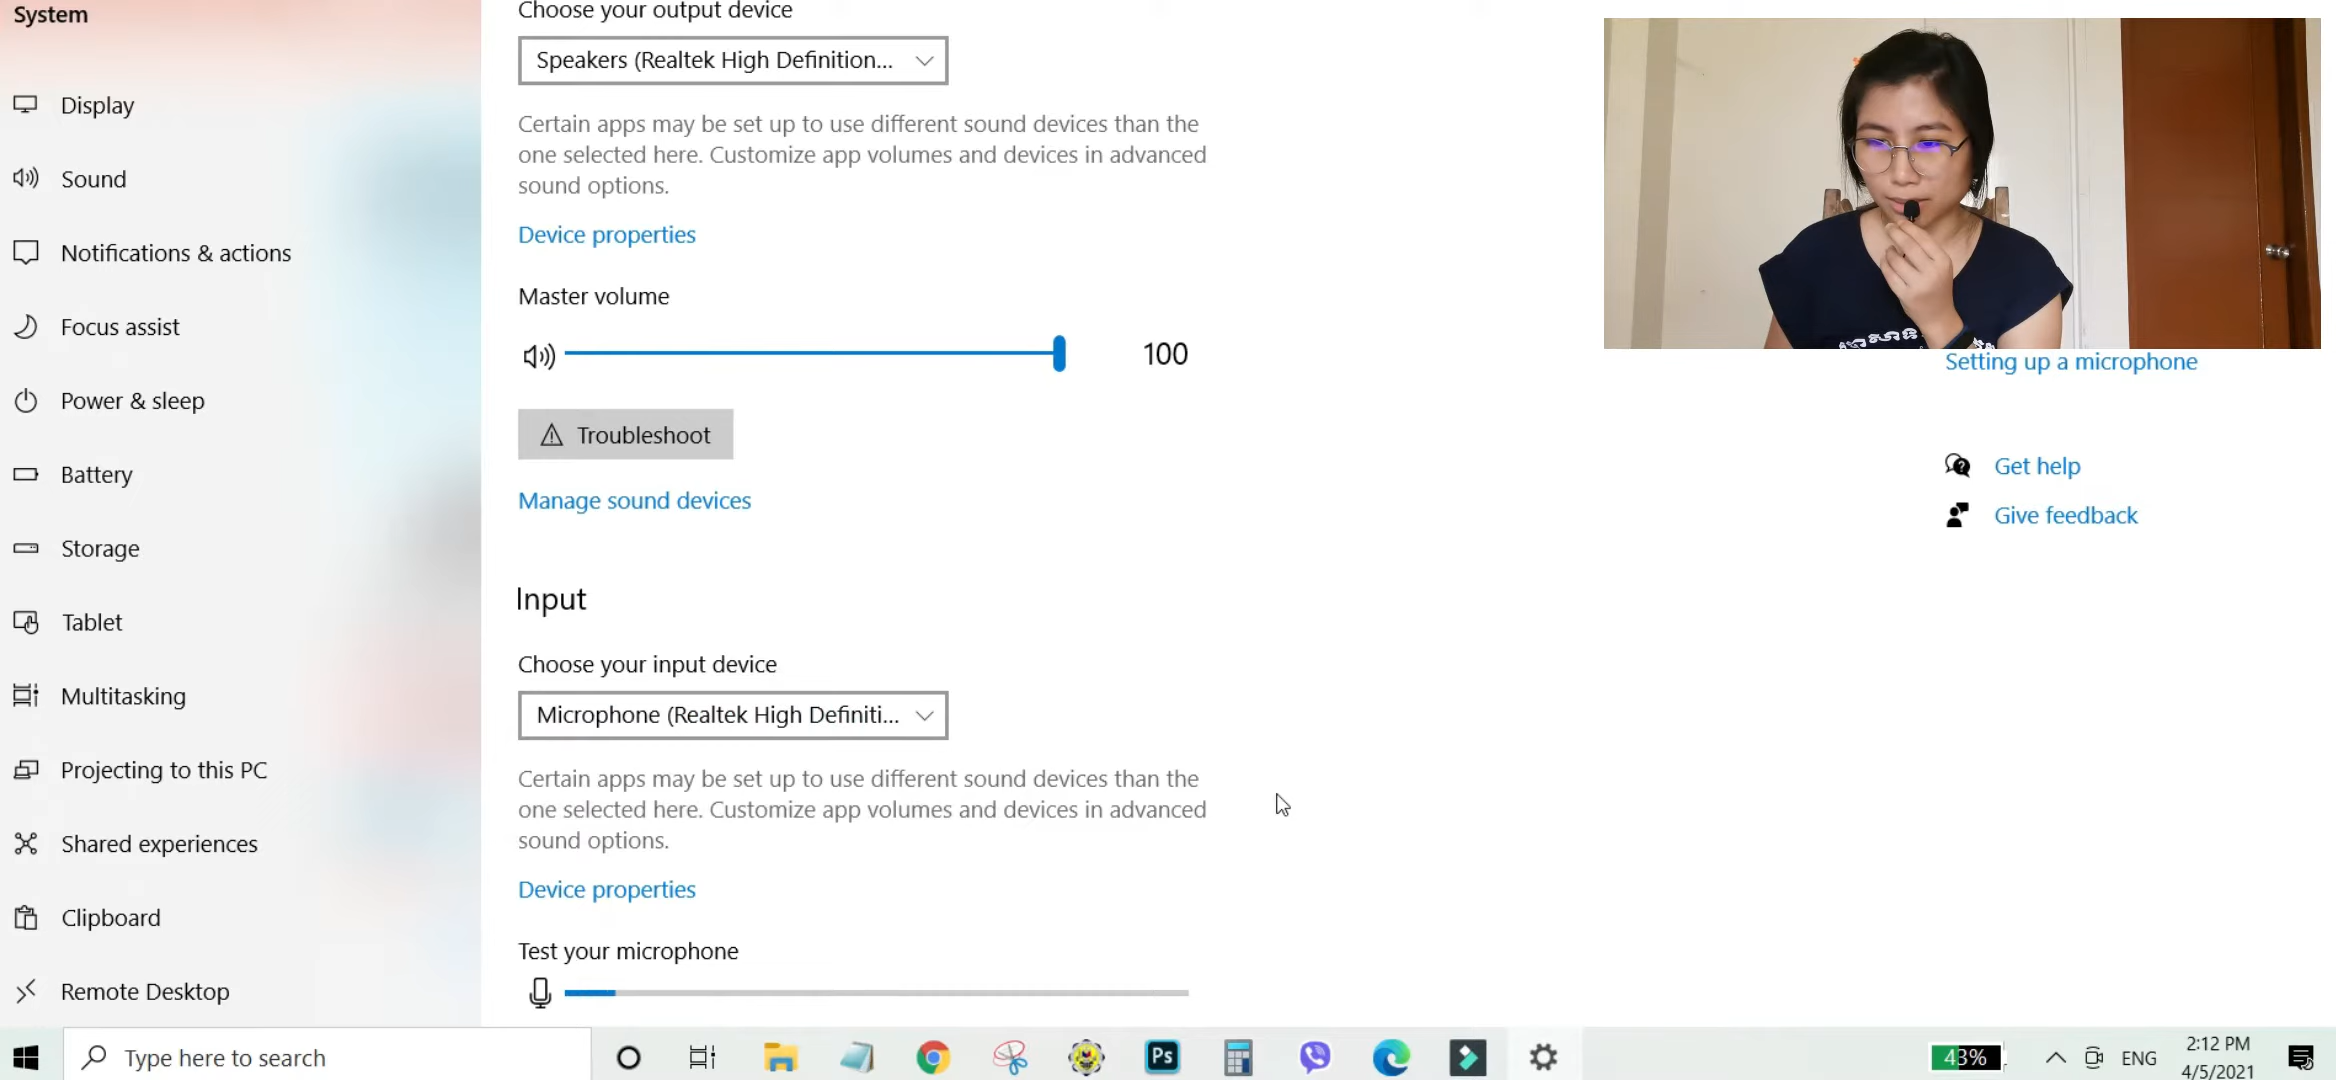 System
Display
Sound
Notifications & actions
Focus assist
Power & sleep
Battery
Storage
Tablet
Multitasking
Projecting to this PC
Shared experiences
Clipboard
Remote Desktop
Choose your output device
Speakers (Realtek High Definition...
Certain apps may be set up to use different sound devices than the
one selected here. Customize app volumes and devices in advanced
sound options.
Device properties
Master volume
100
Troubleshoot
Manage sound devices
Input
Choose your input device
Microphone (Realtek High Definiti...
Certain apps may be set up to use different sound devices than the
one selected here. Customize app volumes and devices in advanced
sound options.
Device properties
Test your microphone
Setting up a microphone
Get help
Give feedback
Type here to search
Ps
43%
ENG
2:12 PM
4/5/2021